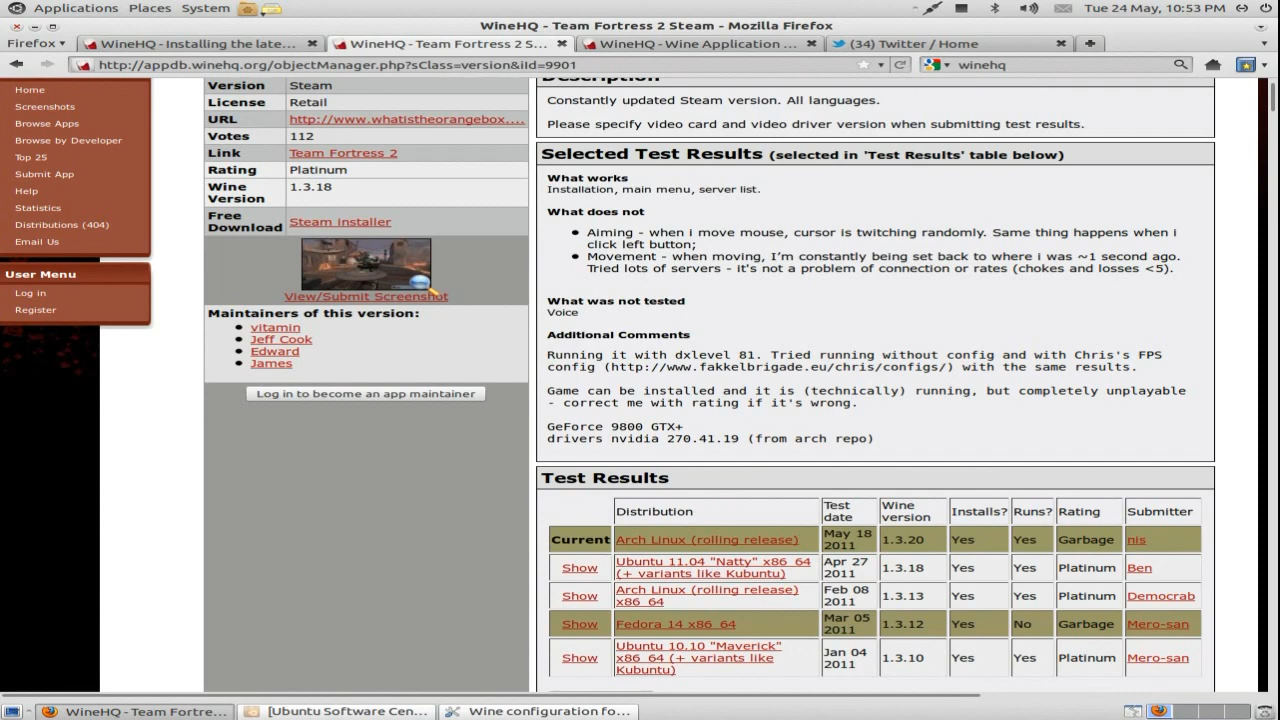 Applications Places System
Tue 24 May, 10:53 PM
WineHQ - Team Fortress 2 Steam - Mozilla Firefox
Firefox
WineHQ - Installing the late...
WineHQ - Team Fortress 2 S...
WineHQ - Wine Application ...
(34) Twitter / Home
http://appdb.winehq.org/objectManager.php?sClass=version&iId=9901
winehq
Home
Screenshots
Browse Apps
Browse by Developer
Top 25
Submit App
Help
Statistics
Distributions (404)
Email Us
User Menu
Log in
Register
Version Steam
License Retail
URL http://www.whatistheorangebox....
Votes 112
Link Team Fortress 2
Rating Platinum
Wine 1.3.18
Version
Free
Download Steam installer
View/Submit Screenshot
Maintainers of this version:
vitamin
Jeff Cook
Edward
James
Log in to become an app maintainer
Description
Constantly updated Steam version. All languages.
Please specify video card and video driver version when submitting test results.
Selected Test Results (selected in 'Test Results' table below)
What works
Installation, main menu, server list.
What does not
Aiming - when i move mouse, cursor is twitching randomly. Same thing happens when i
click left button;
Movement - when moving, I'm constantly being set back to where i was ~1 second ago.
Tried lots of servers - it's not a problem of connection or rates (chokes and losses <5).
What was not tested
Voice
Additional Comments
Running it with dxlevel 81. Tried running without config and with Chris's FPS
config (http://www.fakkelbrigade.eu/chris/configs/) with the same results.
Game can be installed and it is (technically) running, but completely unplayable
- correct me with rating if it's wrong.
GeForce 9800 GTX+
drivers nvidia 270.41.19 (from arch repo)
Test Results
Distribution Test date Wine version Installs? Runs? Rating Submitter
Current Arch Linux (rolling release) May 18 2011 1.3.20 Yes Yes Garbage nis
Show Ubuntu 11.04 "Natty" x86_64 (+ variants like Kubuntu) Apr 27 2011 1.3.18 Yes Yes Platinum Ben
Show Arch Linux (rolling release) x86_64 Feb 08 2011 1.3.13 Yes Yes Platinum Democrab
Show Fedora 14 x86_64 Mar 05 2011 1.3.12 Yes No Garbage Mero-san
Show Ubuntu 10.10 "Maverick" x86_64 (+ variants like Kubuntu) Jan 04 2011 1.3.10 Yes Yes Platinum Mero-san
WineHQ - Team Fortre...
[Ubuntu Software Cen...
Wine configuration fo...